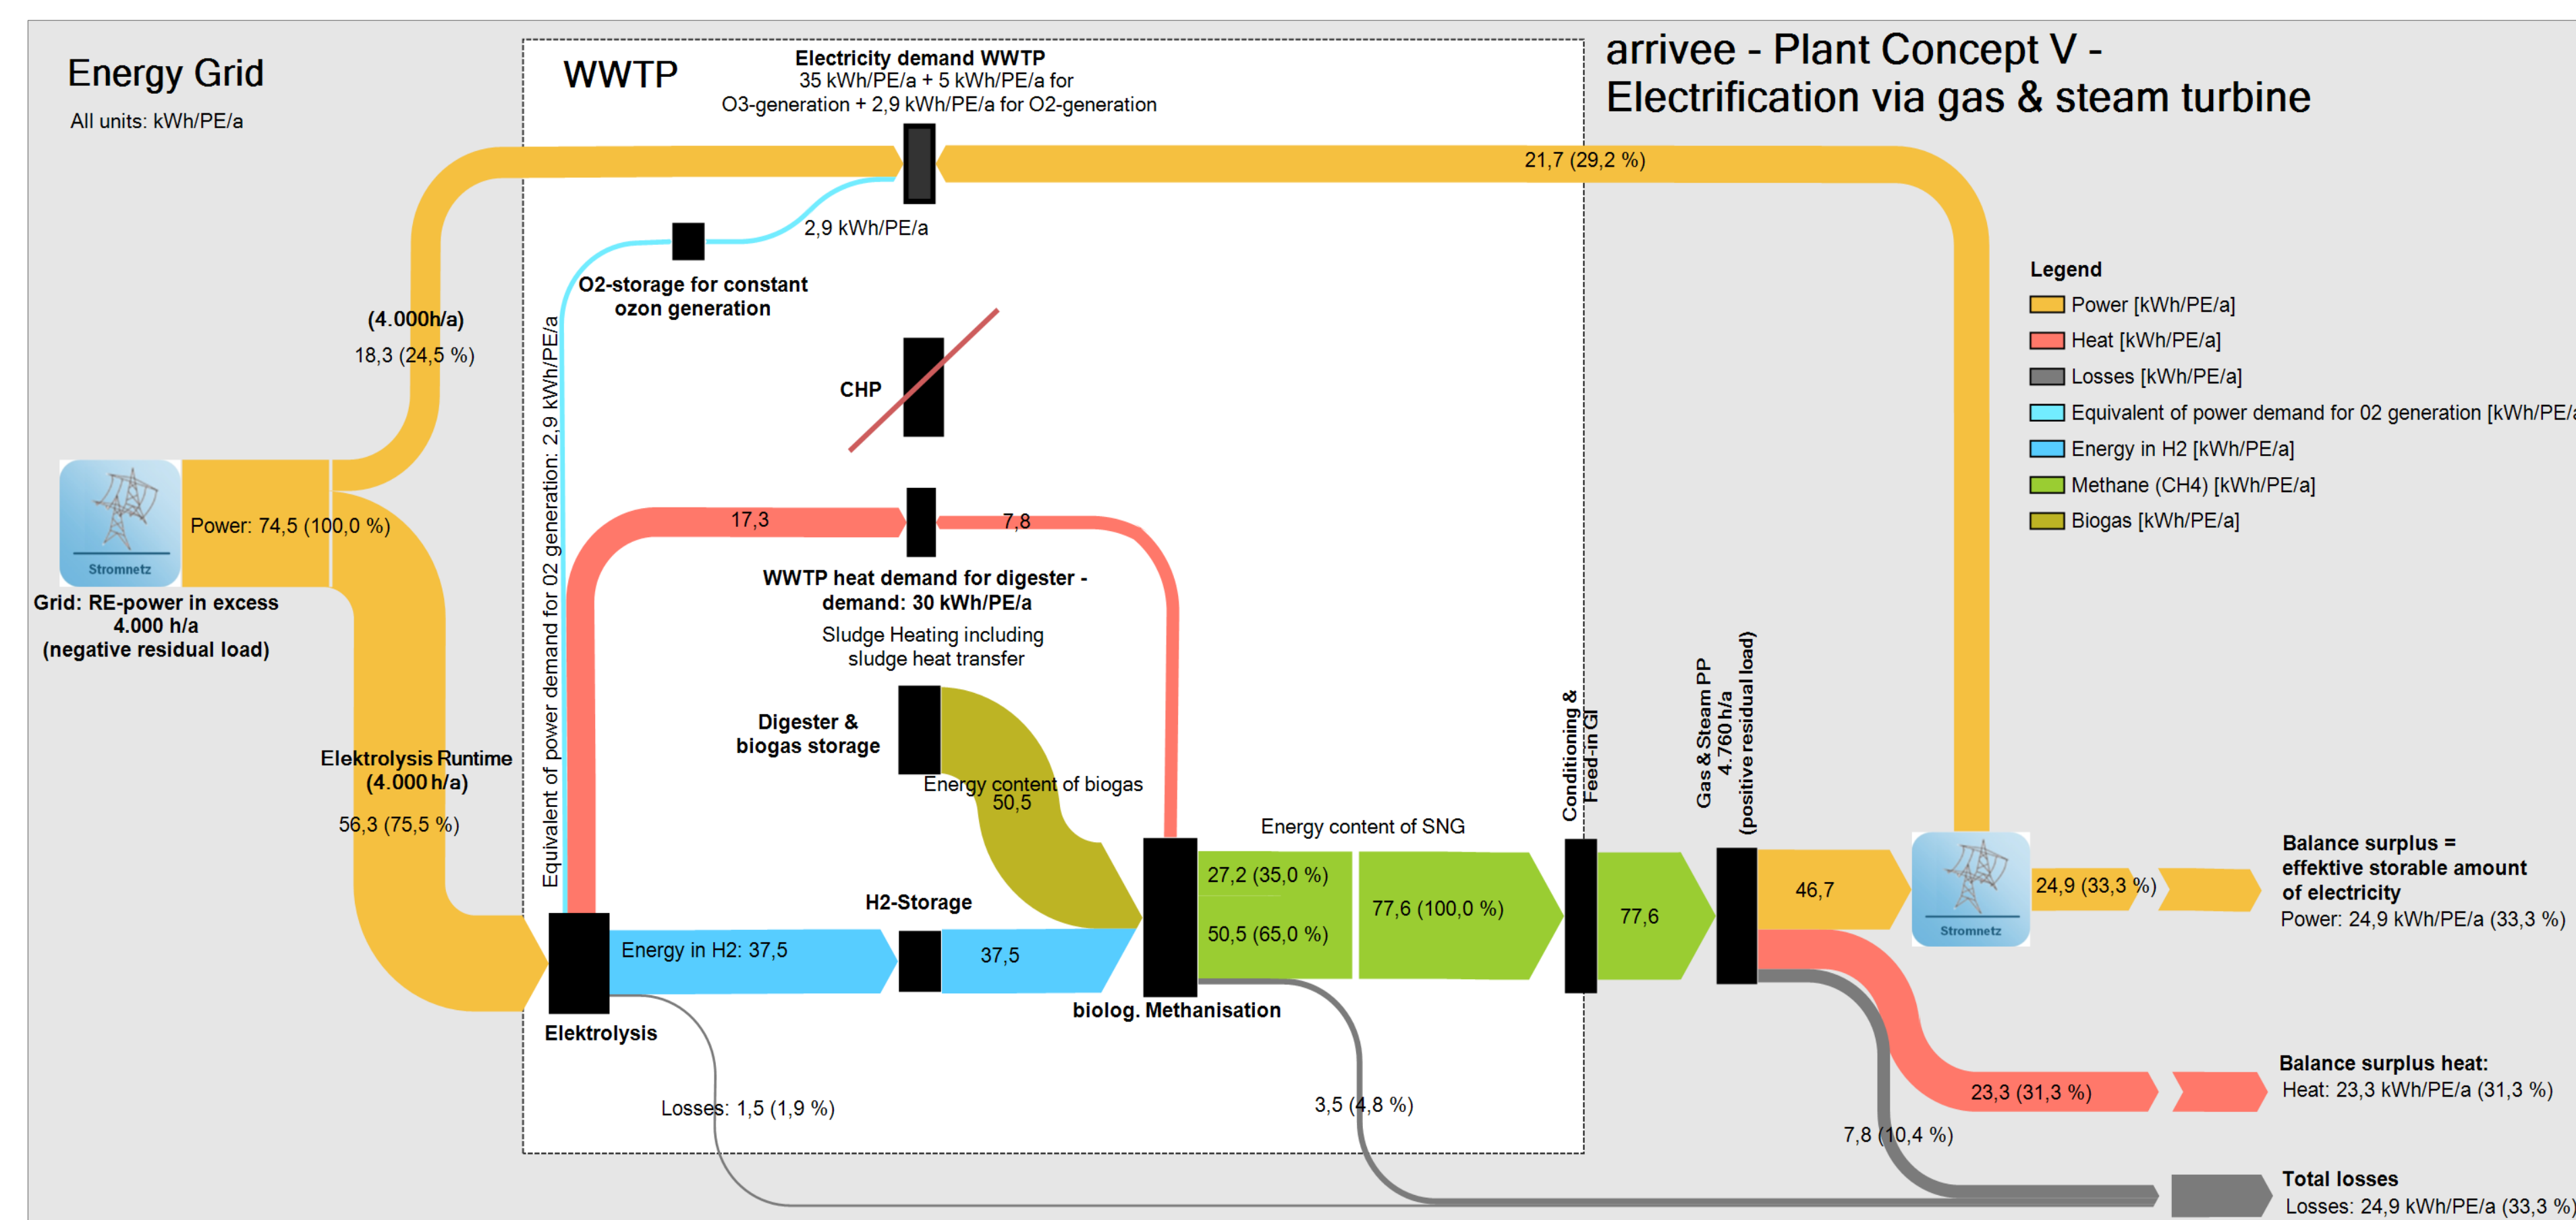 Energy Grid
All units: kWh/PE/a
WWTP
Electricity demand WWTP
35 kWh/PE/a + 5 kWh/PE/a for
O3-generation + 2,9 kWh/PE/a for O2-generation
arrivee - Plant Concept V -
Electrification via gas & steam turbine
21,7 (29,2 %)
2,9 kWh/PE/a
O2-storage for constant
ozon generation
(4.000h/a)
18,3 (24,5 %)
CHP
Legend
Power [kWh/PE/a]
Heat [kWh/PE/a]
Losses [kWh/PE/a]
Equivalent of power demand for 02 generation [kWh/PE/a
Energy in H2 [kWh/PE/a]
Methane (CH4) [kWh/PE/a]
Biogas [kWh/PE/a]
Power: 74,5 (100,0 %)
Stromnetz
Grid: RE-power in excess
4.000 h/a
(negative residual load)
Equivalent of power demand for 02 generation: 2,9 kWh/PE/a
17,3
7,8
WWTP heat demand for digester -
demand: 30 kWh/PE/a
Sludge Heating including
sludge heat transfer
Digester &
biogas storage
Energy content of biogas
50,5
Elektrolysis Runtime
(4.000 h/a)
56,3 (75,5 %)
H2-Storage
Energy in H2: 37,5
37,5
Elektrolysis
biolog. Methanisation
Energy content of SNG
27,2 (35,0 %)
50,5 (65,0 %)
77,6 (100,0 %)
Conditioning &
Feed-in GI
77,6
Gas & Steam PP
4.760 h/a
(positive residual load)
46,7
Stromnetz
24,9 (33,3 %)
Balance surplus =
effektive storable amount
of electricity
Power: 24,9 kWh/PE/a (33,3 %)
Losses: 1,5 (1,9 %)
3,5 (4,8 %)
23,3 (31,3 %)
7,8 (10,4 %)
Balance surplus heat:
Heat: 23,3 kWh/PE/a (31,3 %)
Total losses
Losses: 24,9 kWh/PE/a (33,3 %)